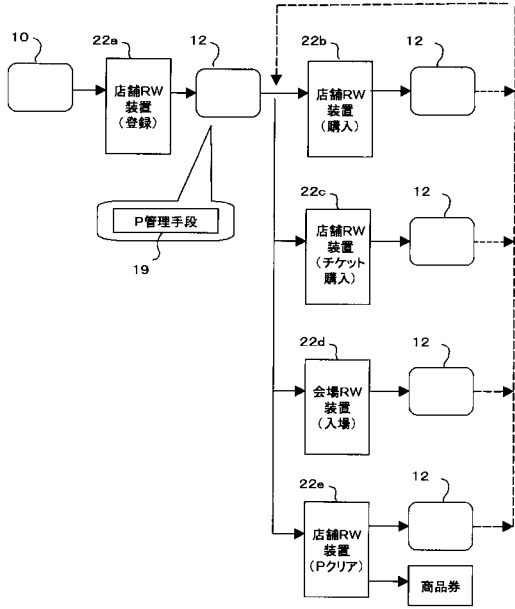 10
22a
12
22b
12
店舗RW
装置
(登録)
店舗RW
装置
(購入)
P管理手段
19
22c
12
店舗RW
装置
(チケット
購入)
22d
12
会場RW
装置
(入場)
22e
12
店舗RW
装置
(Pクリア)
商品券